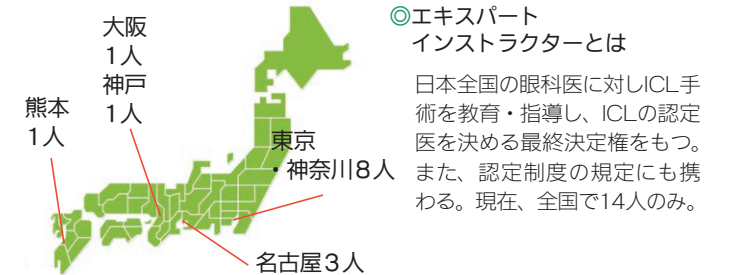 大阪
1人
神戸
1人
熊本
1人
東京
・神奈川8人
名古屋3人
◎エキスパート
インストラクターとは
日本全国の眼科医に対しICL手
術を教育・指導し、ICLの認定
医を決める最終決定権をもつ。
また、認定制度の規定にも携
わる。現在、全国で14人のみ。